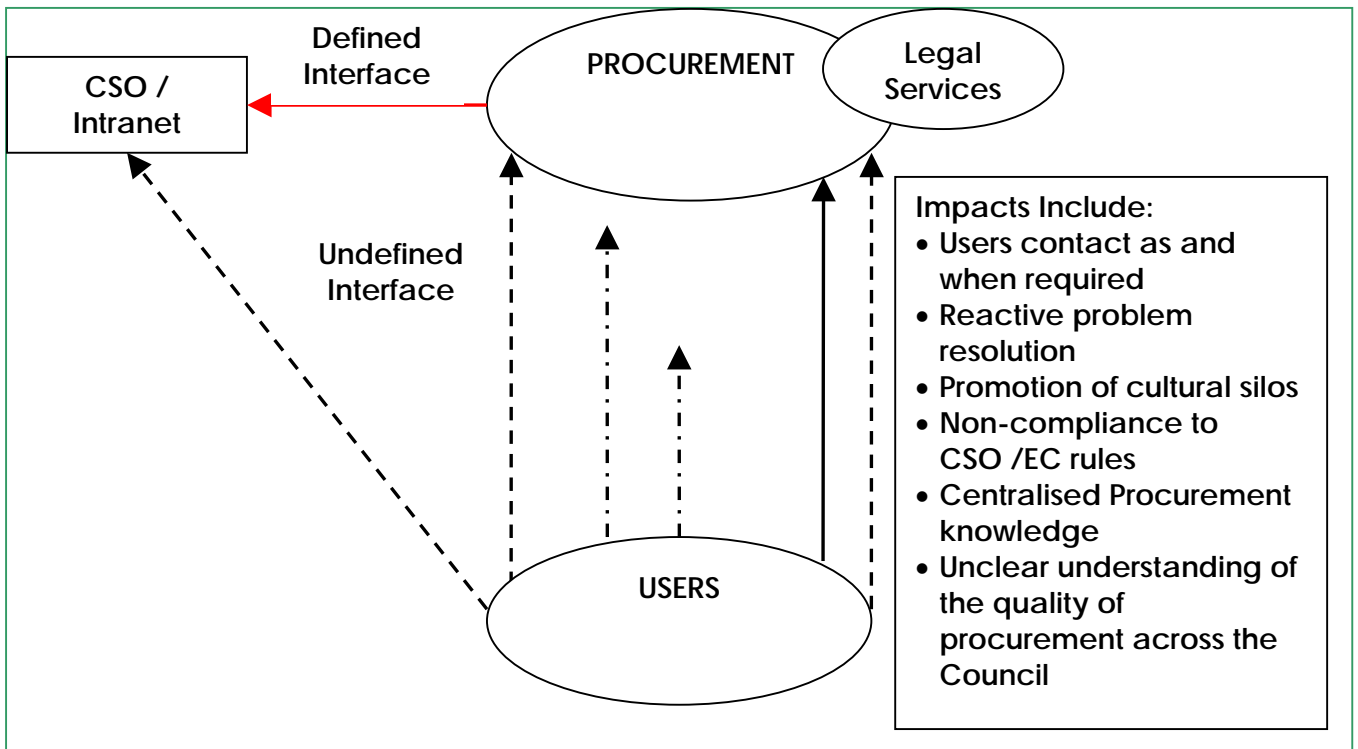 Defined
Interface
CSO /
Intranet
PROCUREMENT
Legal
Services
Undefined
Interface
USERS
Impacts Include:
• Users contact as and
when required
• Reactive problem
resolution
• Promotion of cultural silos
• Non-compliance to
CSO /EC rules
• Centralised Procurement
knowledge
• Unclear understanding of
the quality of
procurement across the
Council